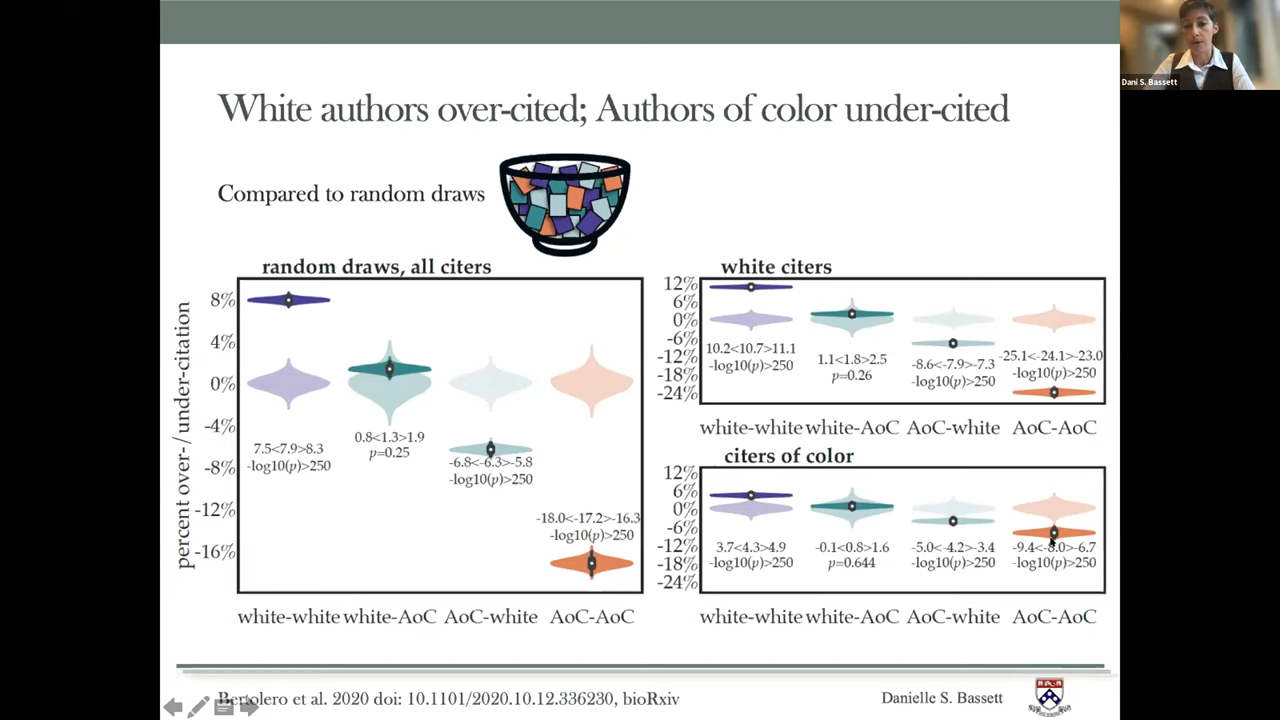 Dani S. Bassett
White authors over-cited; Authors of color under-cited
Compared to random draws
random draws, all citers
percent over-/ under-citation
8%
4%
0%
-4%
-8%
-12%
-16%
7.5<7.9>8.3
-log10(p)>250
0.8<1.3>1.9
p=0.25
-6.8<-6.3>-5.8
-log10(p)>250
-18.0<-17.2>-16.3
-log10(p)>250
white-white white-AoC AoC-white AoC-AoC
white citers
12%
6%
0%
-6%
-12%
-18%
-24%
10.2<10.7>11.1
-log10(p)>250
1.1<1.8>2.5
p=0.26
-8.6<-7.9>-7.3
-log10(p)>250
-25.1<-24.1>-23.0
-log10(p)>250
white-white white-AoC AoC-white AoC-AoC
citers of color
12%
6%
0%
-6%
-12%
-18%
-24%
3.7<4.3>4.9
-log10(p)>250
-0.1<0.8>1.6
p=0.644
-5.0<-4.2>-3.4
-log10(p)>250
-9.4<-8.0>-6.7
-log10(p)>250
white-white white-AoC AoC-white AoC-AoC
Bertolero et al. 2020 doi: 10.1101/2020.10.12.336230, bioRxiv
Danielle S. Bassett